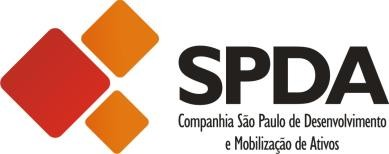 SPDA
Companhia São Paulo de Desenvolvimento
e Mobilização de Ativos